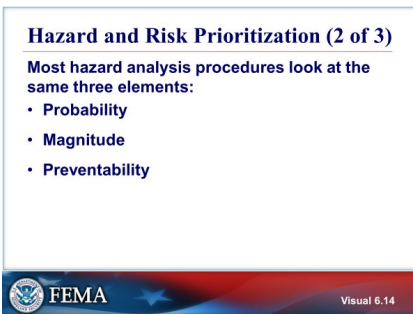 Hazard and Risk Prioritization (2 of 3)
Most hazard analysis procedures look at the
same three elements:
• Probability
• Magnitude
• Preventability
FEMA
Visual 6.14